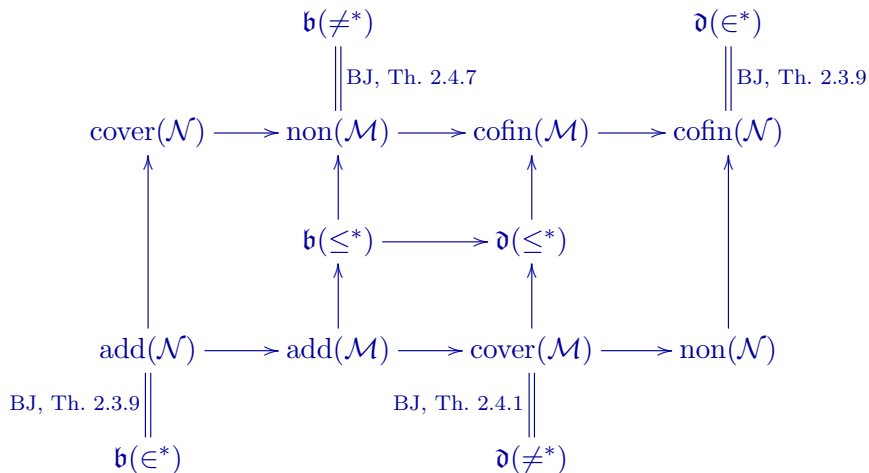 𝔟(≠*) 𝔡(∈*)
BJ, Th. 2.4.7 BJ, Th. 2.3.9
cover(𝒩) non(ℳ) cofin(ℳ) cofin(𝒩)
𝔟(≤*) 𝔡(≤*)
add(𝒩) add(ℳ) cover(ℳ) non(𝒩)
BJ, Th. 2.3.9 BJ, Th. 2.4.1
𝔟(∈*) 𝔡(≠*)